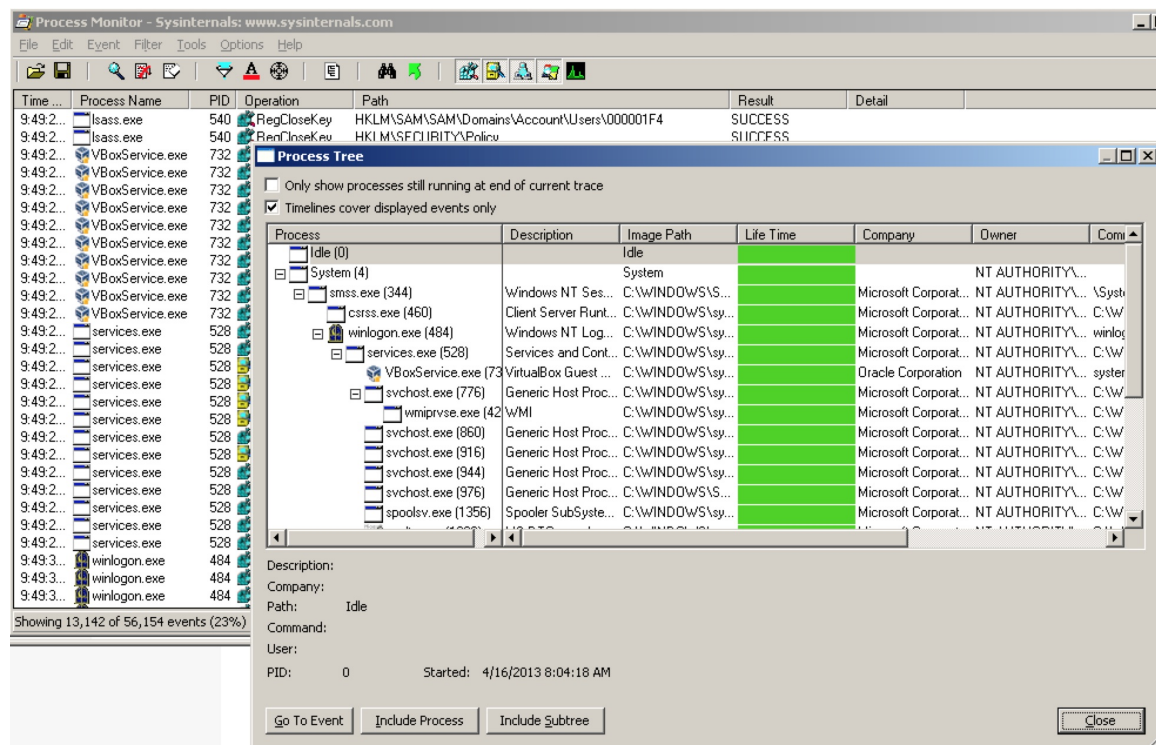 Process Monitor - Sysinternals: www.sysinternals.com
File Edit Event Filter Tools Options Help
Time ... Process Name PID Operation Path Result Detail
9:49:2... lsass.exe 540 RegCloseKey HKLM\SAM\SAM\Domains\Account\Users\000001F4 SUCCESS
9:49:2... lsass.exe 540 RegCloseKey HKLM\SECURITY\Policy SUCCESS
9:49:2... VBoxService.exe 732
9:49:2... VBoxService.exe 732
9:49:2... VBoxService.exe 732
9:49:2... VBoxService.exe 732
9:49:2... VBoxService.exe 732
9:49:2... VBoxService.exe 732
9:49:2... VBoxService.exe 732
9:49:2... VBoxService.exe 732
9:49:2... VBoxService.exe 732
9:49:2... VBoxService.exe 732
9:49:2... services.exe 528
9:49:2... services.exe 528
9:49:2... services.exe 528
9:49:2... services.exe 528
9:49:2... services.exe 528
9:49:2... services.exe 528
9:49:2... services.exe 528
9:49:2... services.exe 528
9:49:2... services.exe 528
9:49:2... services.exe 528
9:49:2... services.exe 528
9:49:2... services.exe 528
9:49:2... services.exe 528
9:49:3... winlogon.exe 484
9:49:3... winlogon.exe 484
9:49:3... winlogon.exe 484
Showing 13,142 of 56,154 events (23%)
Process Tree
Only show processes still running at end of current trace
Timelines cover displayed events only
Process Description Image Path Life Time Company Owner Comm
Idle (0) Idle
System (4) System NT AUTHORITY\...
smss.exe (344) Windows NT Ses... C:\WINDOWS\S... Microsoft Corporat... NT AUTHORITY\... \Syste
csrss.exe (460) Client Server Runt... C:\WINDOWS\sy... Microsoft Corporat... NT AUTHORITY\... C:\W
winlogon.exe (484) Windows NT Log... C:\WINDOWS\sy... Microsoft Corporat... NT AUTHORITY\... winlog
services.exe (528) Services and Cont... C:\WINDOWS\sy... Microsoft Corporat... NT AUTHORITY\... C:\W
VBoxService.exe (73 VirtualBox Guest ... C:\WINDOWS\sy... Oracle Corporation NT AUTHORITY\... system
svchost.exe (776) Generic Host Proc... C:\WINDOWS\sy... Microsoft Corporat... NT AUTHORITY\... C:\W
wmiprvse.exe (42 WMI C:\WINDOWS\sy... Microsoft Corporat... NT AUTHORITY\... C:\W
svchost.exe (860) Generic Host Proc... C:\WINDOWS\sy... Microsoft Corporat... NT AUTHORITY\... C:\W
svchost.exe (916) Generic Host Proc... C:\WINDOWS\sy... Microsoft Corporat... NT AUTHORITY\... C:\W
svchost.exe (944) Generic Host Proc... C:\WINDOWS\sy... Microsoft Corporat... NT AUTHORITY\... C:\W
svchost.exe (976) Generic Host Proc... C:\WINDOWS\S... Microsoft Corporat... NT AUTHORITY\... C:\W
spoolsv.exe (1356) Spooler SubSyste... C:\WINDOWS\sy... Microsoft Corporat... NT AUTHORITY\... C:\W
Description:
Company:
Path: Idle
Command:
User:
PID: 0 Started: 4/16/2013 8:04:18 AM
Go To Event Include Process Include Subtree Close